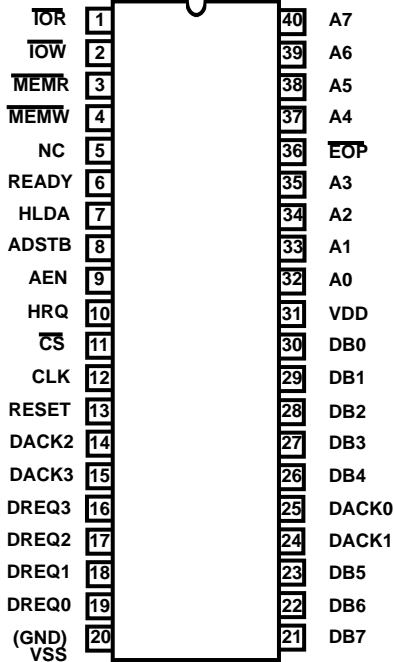 IOR 1 40 A7
IOW 2 39 A6
MEMR 3 38 A5
MEMW 4 37 A4
NC 5 36 EOP
READY 6 35 A3
HLDA 7 34 A2
ADSTB 8 33 A1
AEN 9 32 A0
HRQ 10 31 VDD
CS 11 30 DB0
CLK 12 29 DB1
RESET 13 28 DB2
DACK2 14 27 DB3
DACK3 15 26 DB4
DREQ3 16 25 DACK0
DREQ2 17 24 DACK1
DREQ1 18 23 DB5
DREQ0 19 22 DB6
(GND) 20 21 DB7
VSS